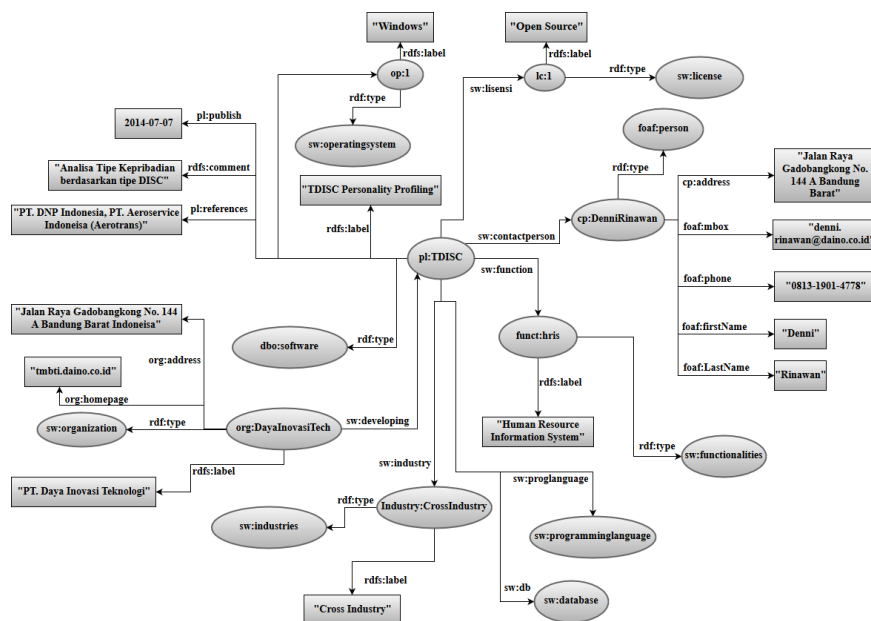 "Windows"
"Open Source"
rdfs:label
rdfs:label
op:1
lc:1
rdf:type
sw:license
sw:lisensi
rdf:type
2014-07-07
pl:publish
sw:operatingsystem
foaf:person
"Analisa Tipe Kepribadian
berdasarkan tipe DISC"
rdfs:comment
rdf:type
"Jalan Raya
Gadobangkong No.
144 A Bandung
Barat"
cp:address
"TDISC Personality Profiling"
"PT. DNP Indonesia, PT. Aeroservice
Indoneisa (Aerotrans)"
pl:references
rdfs:label
sw:contactperson
cp:DenniRinawan
foaf:mbox
"denni.
rinawan@daino.co.id"
pl:TDISC
sw:function
foaf:phone
"0813-1901-4778"
"Jalan Raya Gadobangkong No. 144
A Bandung Barat Indoneisa"
org:address
dbo:software
rdf:type
funct:hris
foaf:firstName
"Denni"
"tmbti.daino.co.id"
org:homepage
rdfs:label
foaf:LastName
"Rinawan"
rdf:type
sw:organization
org:DayaInovasiTech
sw:developing
"Human Resource
Information System"
rdf:type
sw:functionalities
rdfs:label
sw:industry
sw:proglanguage
"PT. Daya Inovasi Teknologi"
rdf:type
Industry:CrossIndustry
sw:industries
sw:programminglanguage
rdfs:label
sw:db
"Cross Industry"
sw:database